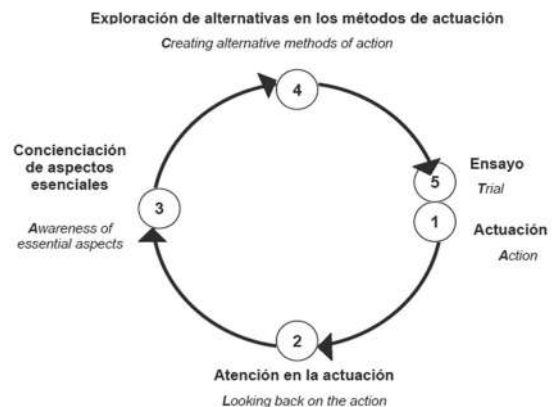 Exploración de alternativas en los métodos de actuación
Creating alternative methods of action
4
Concienciación
de aspectos
esenciales
Awareness of
essential aspects
3
5
Ensayo
Trial
1
Actuación
Action
2
Atención en la actuación
Looking back on the action